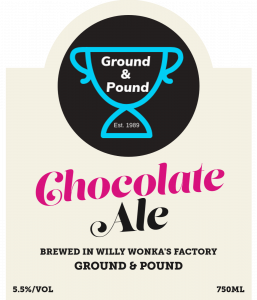 Ground
&
Pound
Est. 1989
Chocolate
Ale
BREWED IN WILLY WONKA'S FACTORY
GROUND & POUND
5.5%/VOL
750ML